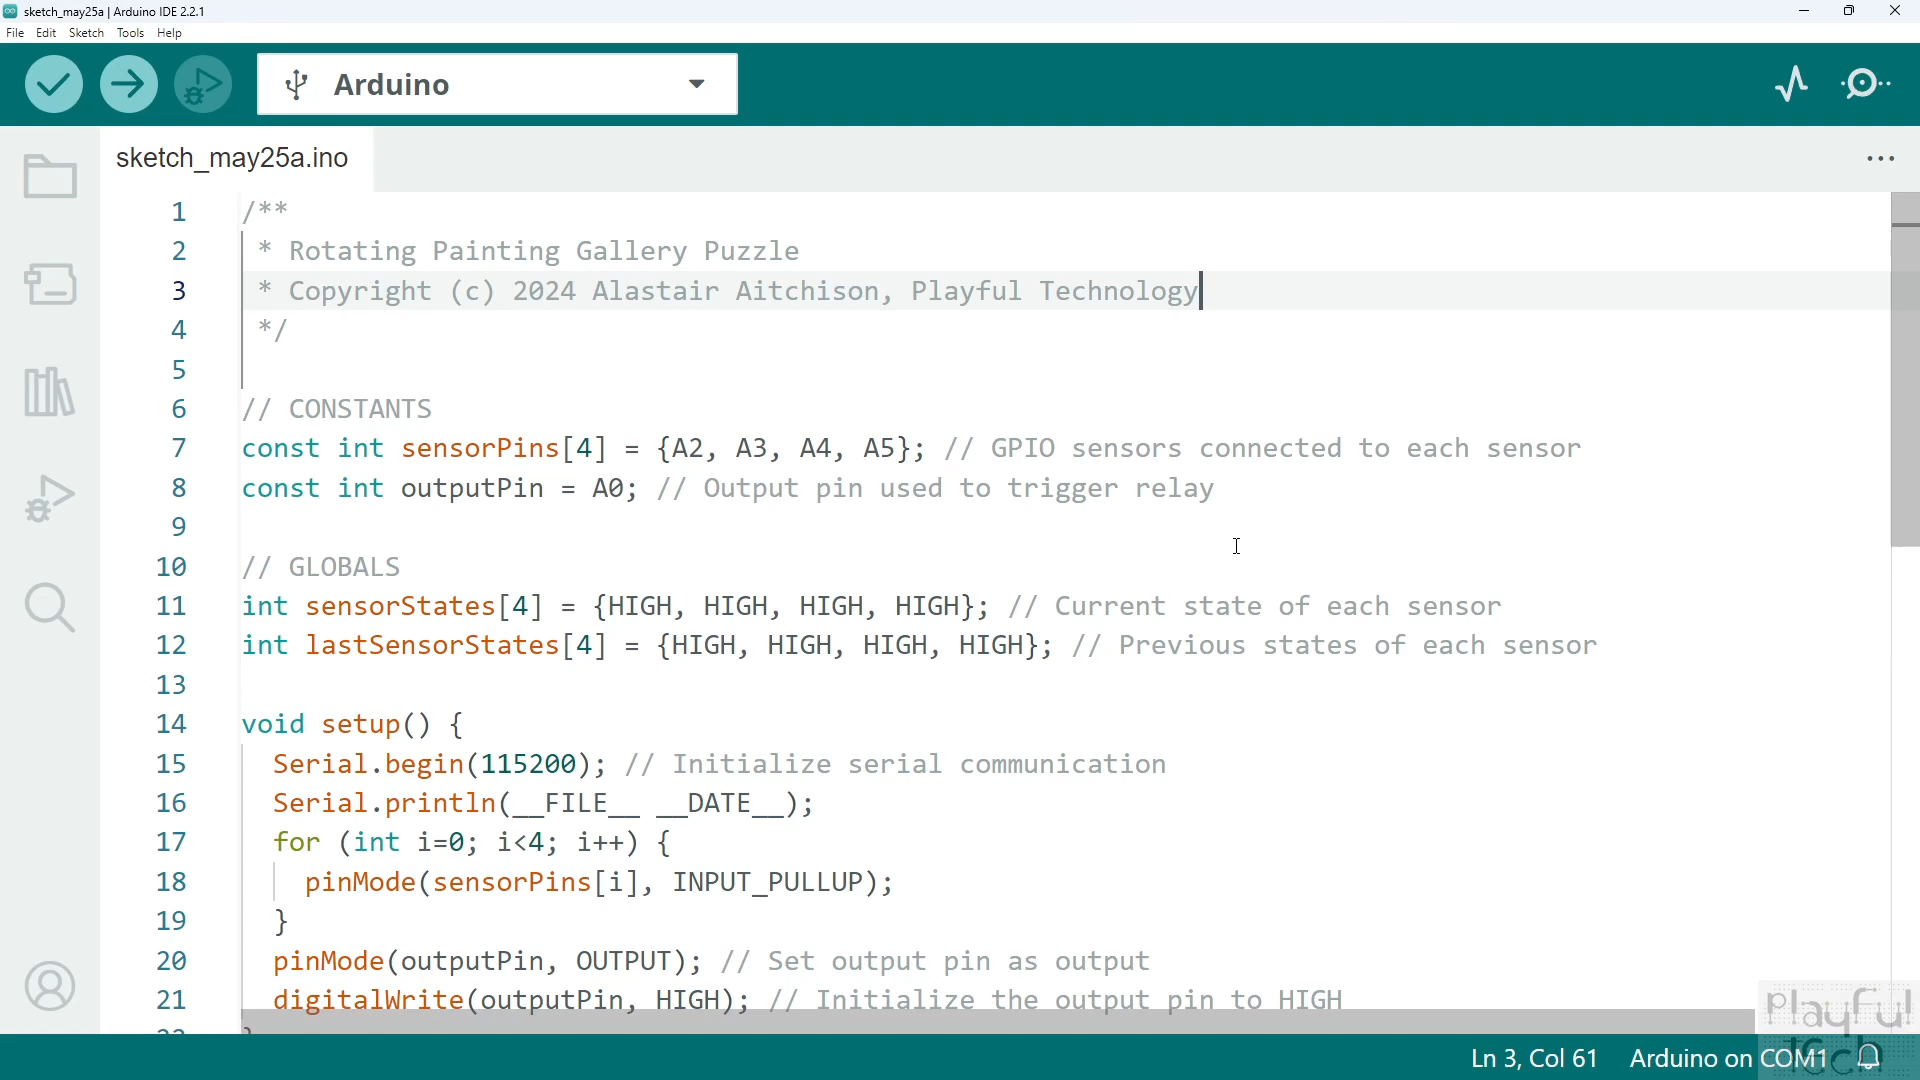 sketch_may25a | Arduino IDE 2.2.1
File Edit Sketch Tools Help
Arduino
sketch_may25a.ino
1 /**
2 * Rotating Painting Gallery Puzzle
3 * Copyright (c) 2024 Alastair Aitchison, Playful Technology
4 */
5
6 // CONSTANTS
7 const int sensorPins[4] = {A2, A3, A4, A5}; // GPIO sensors connected to each sensor
8 const int outputPin = A0; // Output pin used to trigger relay
9
10 // GLOBALS
11 int sensorStates[4] = {HIGH, HIGH, HIGH, HIGH}; // Current state of each sensor
12 int lastSensorStates[4] = {HIGH, HIGH, HIGH, HIGH}; // Previous states of each sensor
13
14 void setup() {
15 Serial.begin(115200); // Initialize serial communication
16 Serial.println(__FILE__ __DATE__);
17 for (int i=0; i<4; i++) {
18 pinMode(sensorPins[i], INPUT_PULLUP);
19 }
20 pinMode(outputPin, OUTPUT); // Set output pin as output
21 digitalWrite(outputPin, HIGH); // Initialize the output pin to HIGH
playful
tech
Ln 3, Col 61 Arduino on COM1